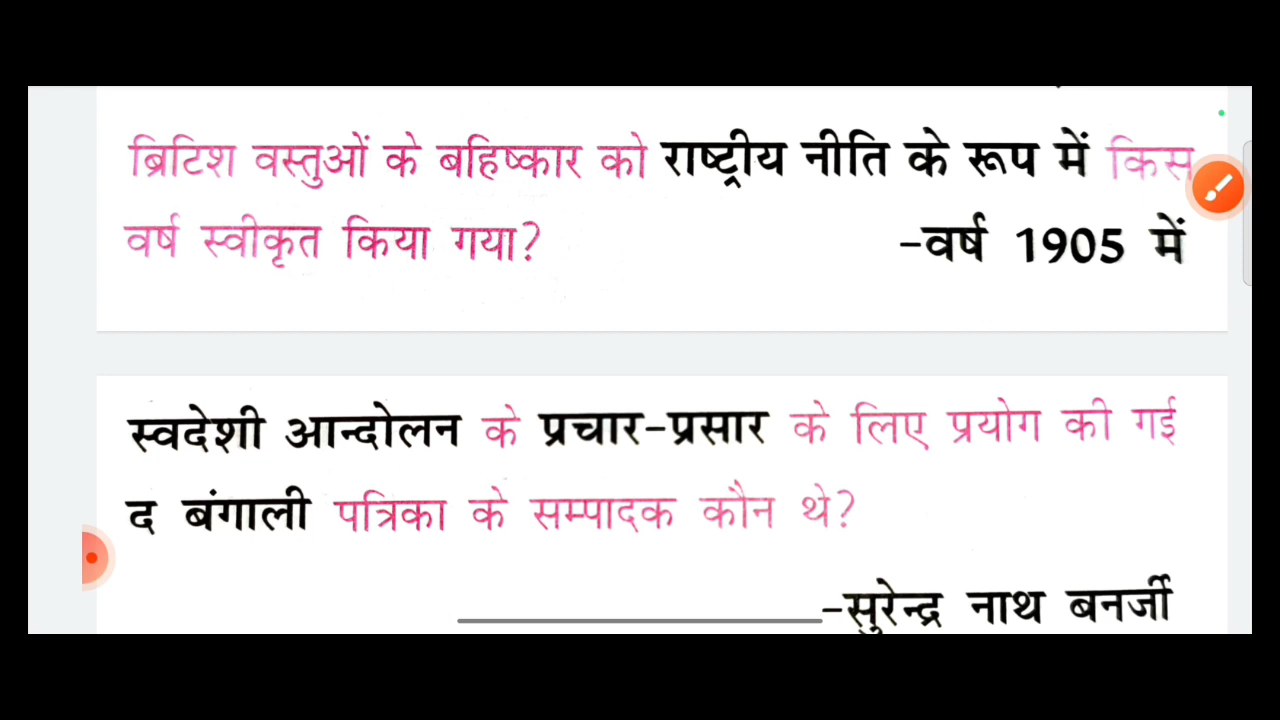 ब्रिटिश वस्तुओं के बहिष्कार को राष्ट्रीय नीति के रूप में किस
वर्ष स्वीकृत किया गया? -वर्ष 1905 में
स्वदेशी आन्दोलन के प्रचार-प्रसार के लिए प्रयोग की गई
द बंगाली पत्रिका के सम्पादक कौन थे?
-सुरेन्द्र नाथ बनर्जी